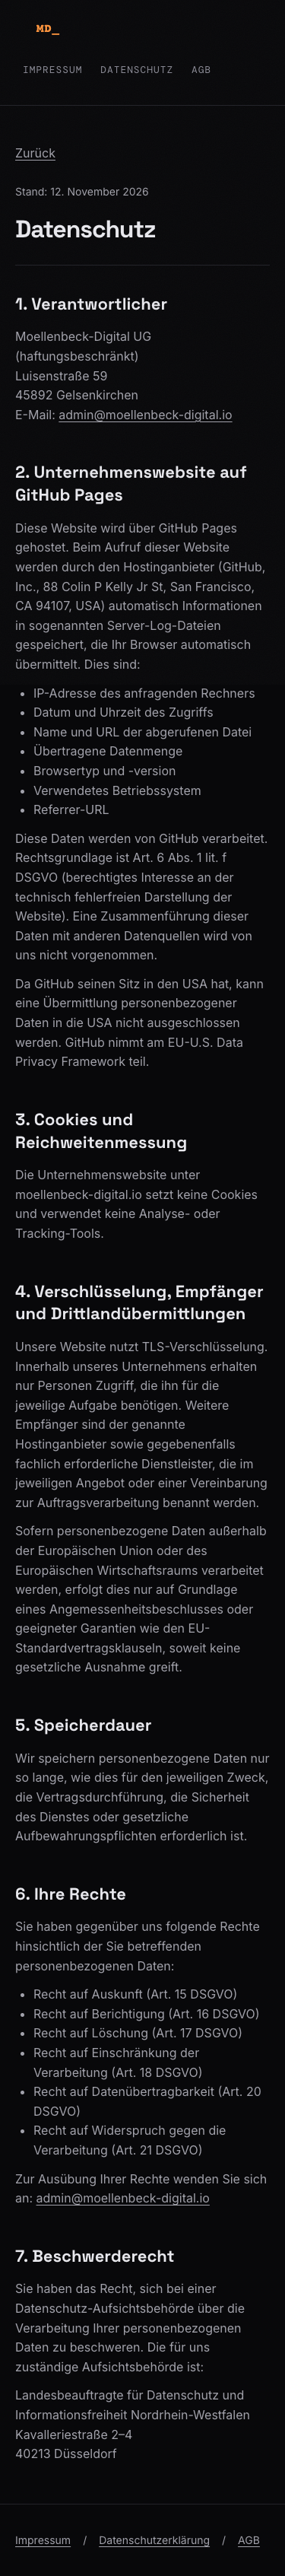 MD_
IMPRESSUM DATENSCHUTZ AGB
Zurück
Stand: 12. November 2026
Datenschutz
1. Verantwortlicher
Moellenbeck-Digital UG
(haftungsbeschränkt)
Luisenstraße 59
45892 Gelsenkirchen
E-Mail: admin@moellenbeck-digital.io
2. Unternehmenswebsite auf
GitHub Pages
Diese Website wird über GitHub Pages
gehostet. Beim Aufruf dieser Website
werden durch den Hostinganbieter (GitHub,
Inc., 88 Colin P Kelly Jr St, San Francisco,
CA 94107, USA) automatisch Informationen
in sogenannten Server-Log-Dateien
gespeichert, die Ihr Browser automatisch
übermittelt. Dies sind:
• IP-Adresse des anfragenden Rechners
• Datum und Uhrzeit des Zugriffs
• Name und URL der abgerufenen Datei
• Übertragene Datenmenge
• Browsertyp und -version
• Verwendetes Betriebssystem
• Referrer-URL
Diese Daten werden von GitHub verarbeitet.
Rechtsgrundlage ist Art. 6 Abs. 1 lit. f
DSGVO (berechtigtes Interesse an der
technisch fehlerfreien Darstellung der
Website). Eine Zusammenführung dieser
Daten mit anderen Datenquellen wird von
uns nicht vorgenommen.
Da GitHub seinen Sitz in den USA hat, kann
eine Übermittlung personenbezogener
Daten in die USA nicht ausgeschlossen
werden. GitHub nimmt am EU-U.S. Data
Privacy Framework teil.
3. Cookies und
Reichweitenmessung
Die Unternehmenswebsite unter
moellenbeck-digital.io setzt keine Cookies
und verwendet keine Analyse- oder
Tracking-Tools.
4. Verschlüsselung, Empfänger
und Drittlandübermittlungen
Unsere Website nutzt TLS-Verschlüsselung.
Innerhalb unseres Unternehmens erhalten
nur Personen Zugriff, die ihn für die
jeweilige Aufgabe benötigen. Weitere
Empfänger sind der genannte
Hostinganbieter sowie gegebenenfalls
fachlich erforderliche Dienstleister, die im
jeweiligen Angebot oder einer Vereinbarung
zur Auftragsverarbeitung benannt werden.
Sofern personenbezogene Daten außerhalb
der Europäischen Union oder des
Europäischen Wirtschaftsraums verarbeitet
werden, erfolgt dies nur auf Grundlage
eines Angemessenheitsbeschlusses oder
geeigneter Garantien wie den EU-
Standardvertragsklauseln, soweit keine
gesetzliche Ausnahme greift.
5. Speicherdauer
Wir speichern personenbezogene Daten nur
so lange, wie dies für den jeweiligen Zweck,
die Vertragsdurchführung, die Sicherheit
des Dienstes oder gesetzliche
Aufbewahrungspflichten erforderlich ist.
6. Ihre Rechte
Sie haben gegenüber uns folgende Rechte
hinsichtlich der Sie betreffenden
personenbezogenen Daten:
• Recht auf Auskunft (Art. 15 DSGVO)
• Recht auf Berichtigung (Art. 16 DSGVO)
• Recht auf Löschung (Art. 17 DSGVO)
• Recht auf Einschränkung der
Verarbeitung (Art. 18 DSGVO)
• Recht auf Datenübertragbarkeit (Art. 20
DSGVO)
• Recht auf Widerspruch gegen die
Verarbeitung (Art. 21 DSGVO)
Zur Ausübung Ihrer Rechte wenden Sie sich
an: admin@moellenbeck-digital.io
7. Beschwerderecht
Sie haben das Recht, sich bei einer
Datenschutz-Aufsichtsbehörde über die
Verarbeitung Ihrer personenbezogenen
Daten zu beschweren. Die für uns
zuständige Aufsichtsbehörde ist:
Landesbeauftragte für Datenschutz und
Informationsfreiheit Nordrhein-Westfalen
Kavalleriestraße 2–4
40213 Düsseldorf
Impressum / Datenschutzerklärung / AGB